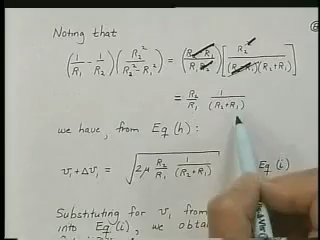 Noting that
(1/R₁ - 1/R₂) (R₂²/(R₂² - R₁²)) = ((R₂ - R₁)/(R₁R₂)) [R₂²/((R₂ - R₁)(R₂ + R₁))]
= R₂/R₁ 1/(R₂+R₁)
we have, from Eq (h):
v₁ + Δv₁ = √(2μ R₂/R₁ 1/(R₂+R₁)) Eq (i)
Substituting for v₁ from
into Eq (i), we obta